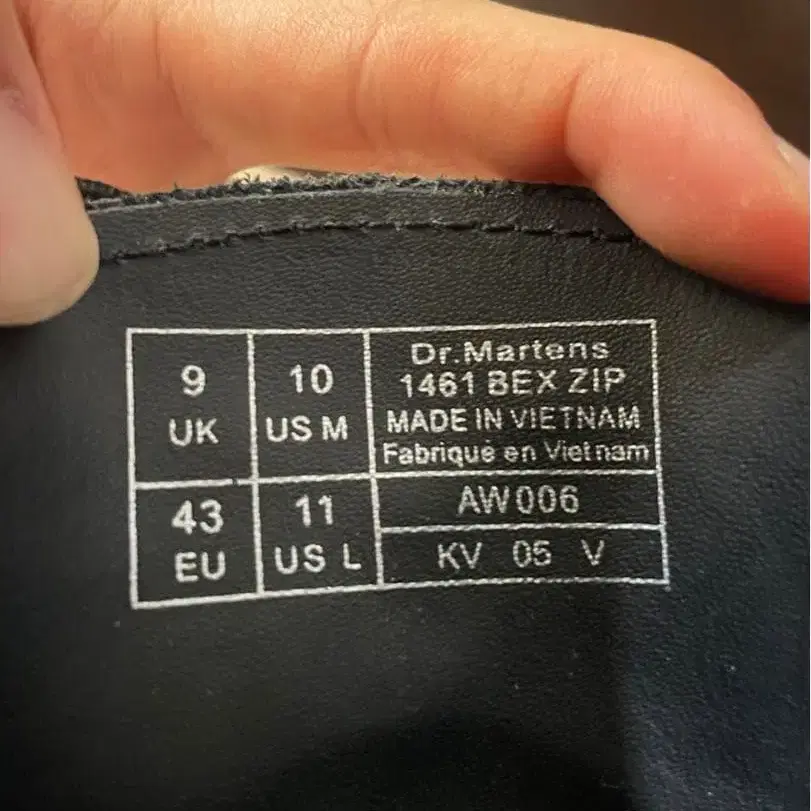 9
UK
10
US M
Dr.Martens
1461 BEX ZIP
MADE IN VIETNAM
Fabriqué en Vietnam
43
EU
11
US L
AW006
KV 05 V